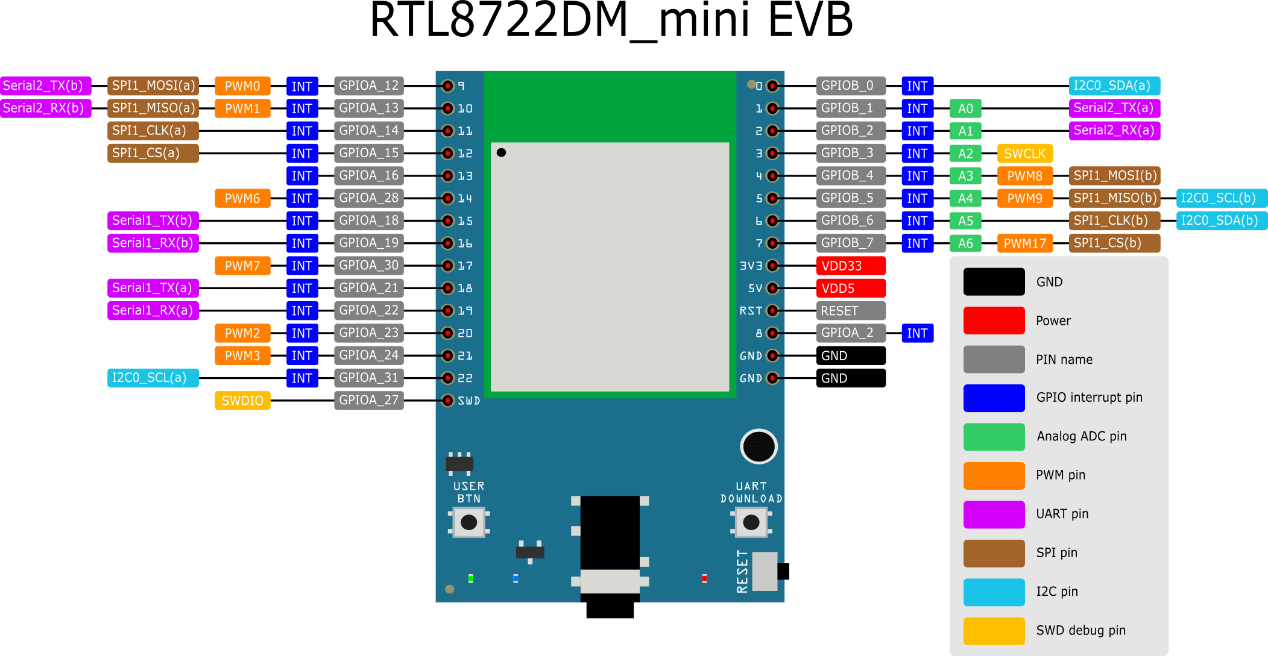 RTL8722DM_mini EVB
Serial2_TX(b) SPI1_MOSI(a) PWM0 INT GPIOA_12 9 0 GPIOB_0 INT I2C0_SDA(a)
Serial2_RX(b) SPI1_MISO(a) PWM1 INT GPIOA_13 10 1 GPIOB_1 INT A0 Serial2_TX(a)
SPI1_CLK(a) INT GPIOA_14 11 2 GPIOB_2 INT A1 Serial2_RX(a)
SPI1_CS(a) INT GPIOA_15 12 3 GPIOB_3 INT A2 SWCLK
INT GPIOA_16 13 4 GPIOB_4 INT A3 PWM8 SPI1_MOSI(b)
PWM6 INT GPIOA_28 14 5 GPIOB_5 INT A4 PWM9 SPI1_MISO(b) I2C0_SCL(b)
Serial1_TX(b) INT GPIOA_18 15 6 GPIOB_6 INT A5 SPI1_CLK(b) I2C0_SDA(b)
Serial1_RX(b) INT GPIOA_19 16 7 GPIOB_7 INT A6 PWM17 SPI1_CS(b)
PWM7 INT GPIOA_30 17 3V3 VDD33
Serial1_TX(a) INT GPIOA_21 18 5V VDD5
Serial1_RX(a) INT GPIOA_22 19 RST RESET
PWM2 INT GPIOA_23 20 8 GPIOA_2 INT
PWM3 INT GPIOA_24 21 GND GND
I2C0_SCL(a) INT GPIOA_31 22 GND GND
SWDIO GPIOA_27 SWD
USER
BTN
UART
DOWNLOAD
RESET
GND
Power
PIN name
GPIO interrupt pin
Analog ADC pin
PWM pin
UART pin
SPI pin
I2C pin
SWD debug pin